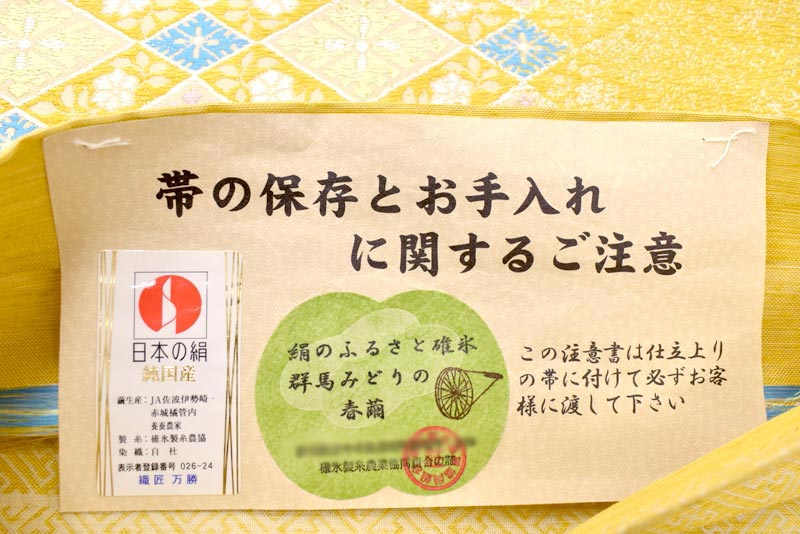 帯の保存とお手入れ
に関するご注意
日本の絹
純国産
繭生産：JA佐波伊勢崎・
赤城橘管内
養蚕農家
製 糸：碓氷製糸農協
染 織：自 社
表示者登録番号 026-24
織匠 万勝
絹のふるさと碓氷
群馬みどりの
春繭
碓氷製糸農業協同組合の
この注意書は仕立上り
の帯に付けて必ずお客
様に渡して下さい